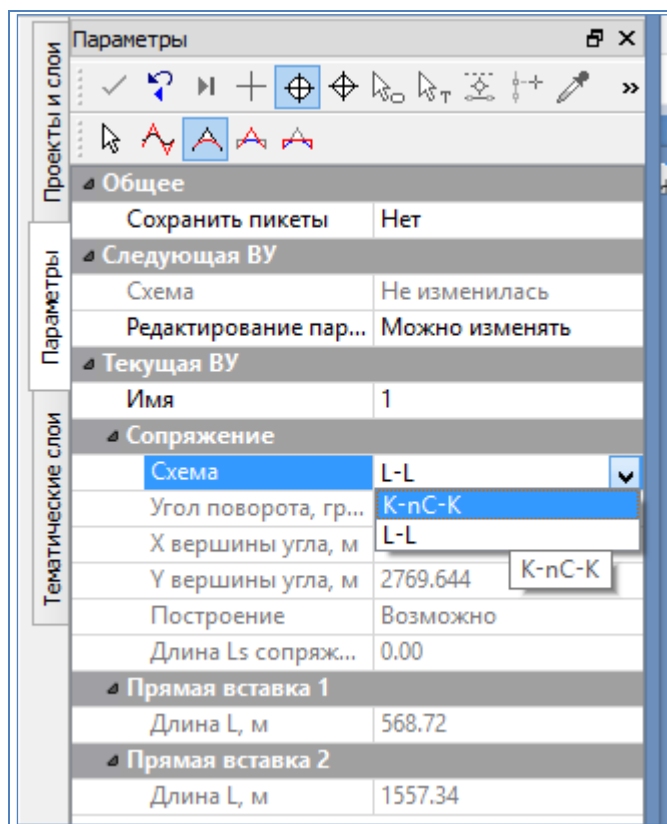 Параметры
Проекты и слои
Параметры
Тематические слои
»
Общее
Сохранить пикеты Нет
Следующая ВУ
Схема Не изменилась
Редактирование пар... Можно изменять
Текущая ВУ
Имя 1
Сопряжение
Схема L-L
Угол поворота, гр... K-nC-K
X вершины угла, м L-L
K-nC-K
Y вершины угла, м 2769.644
Построение Возможно
Длина Ls сопряж... 0.00
Прямая вставка 1
Длина L, м 568.72
Прямая вставка 2
Длина L, м 1557.34